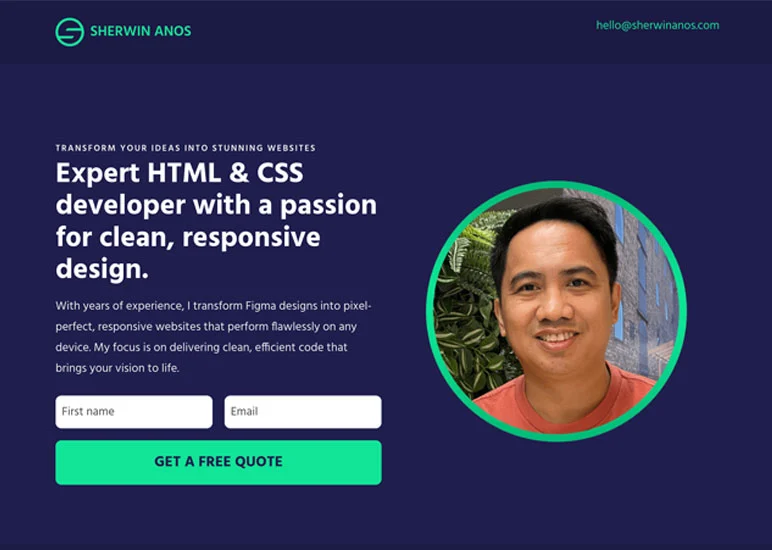 SHERWIN ANOS
hello@sherwinanos.com
TRANSFORM YOUR IDEAS INTO STUNNING WEBSITES
Expert HTML & CSS
developer with a passion
for clean, responsive
design.
With years of experience, I transform Figma designs into pixel-
perfect, responsive websites that perform flawlessly on any
device. My focus is on delivering clean, efficient code that
brings your vision to life.
First name
Email
GET A FREE QUOTE